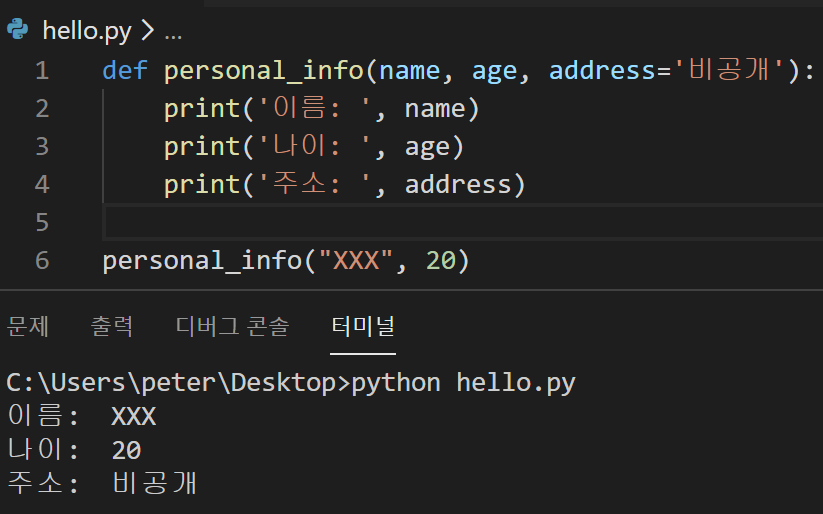 hello.py > ...
1 def personal_info(name, age, address='비공개'):
2     print('이름: ', name)
3     print('나이: ', age)
4     print('주소: ', address)
5
6 personal_info("XXX", 20)
문제 출력 디버그 콘솔 터미널
C:\Users\peter\Desktop>python hello.py
이름:  XXX
나이:  20
주소:  비공개